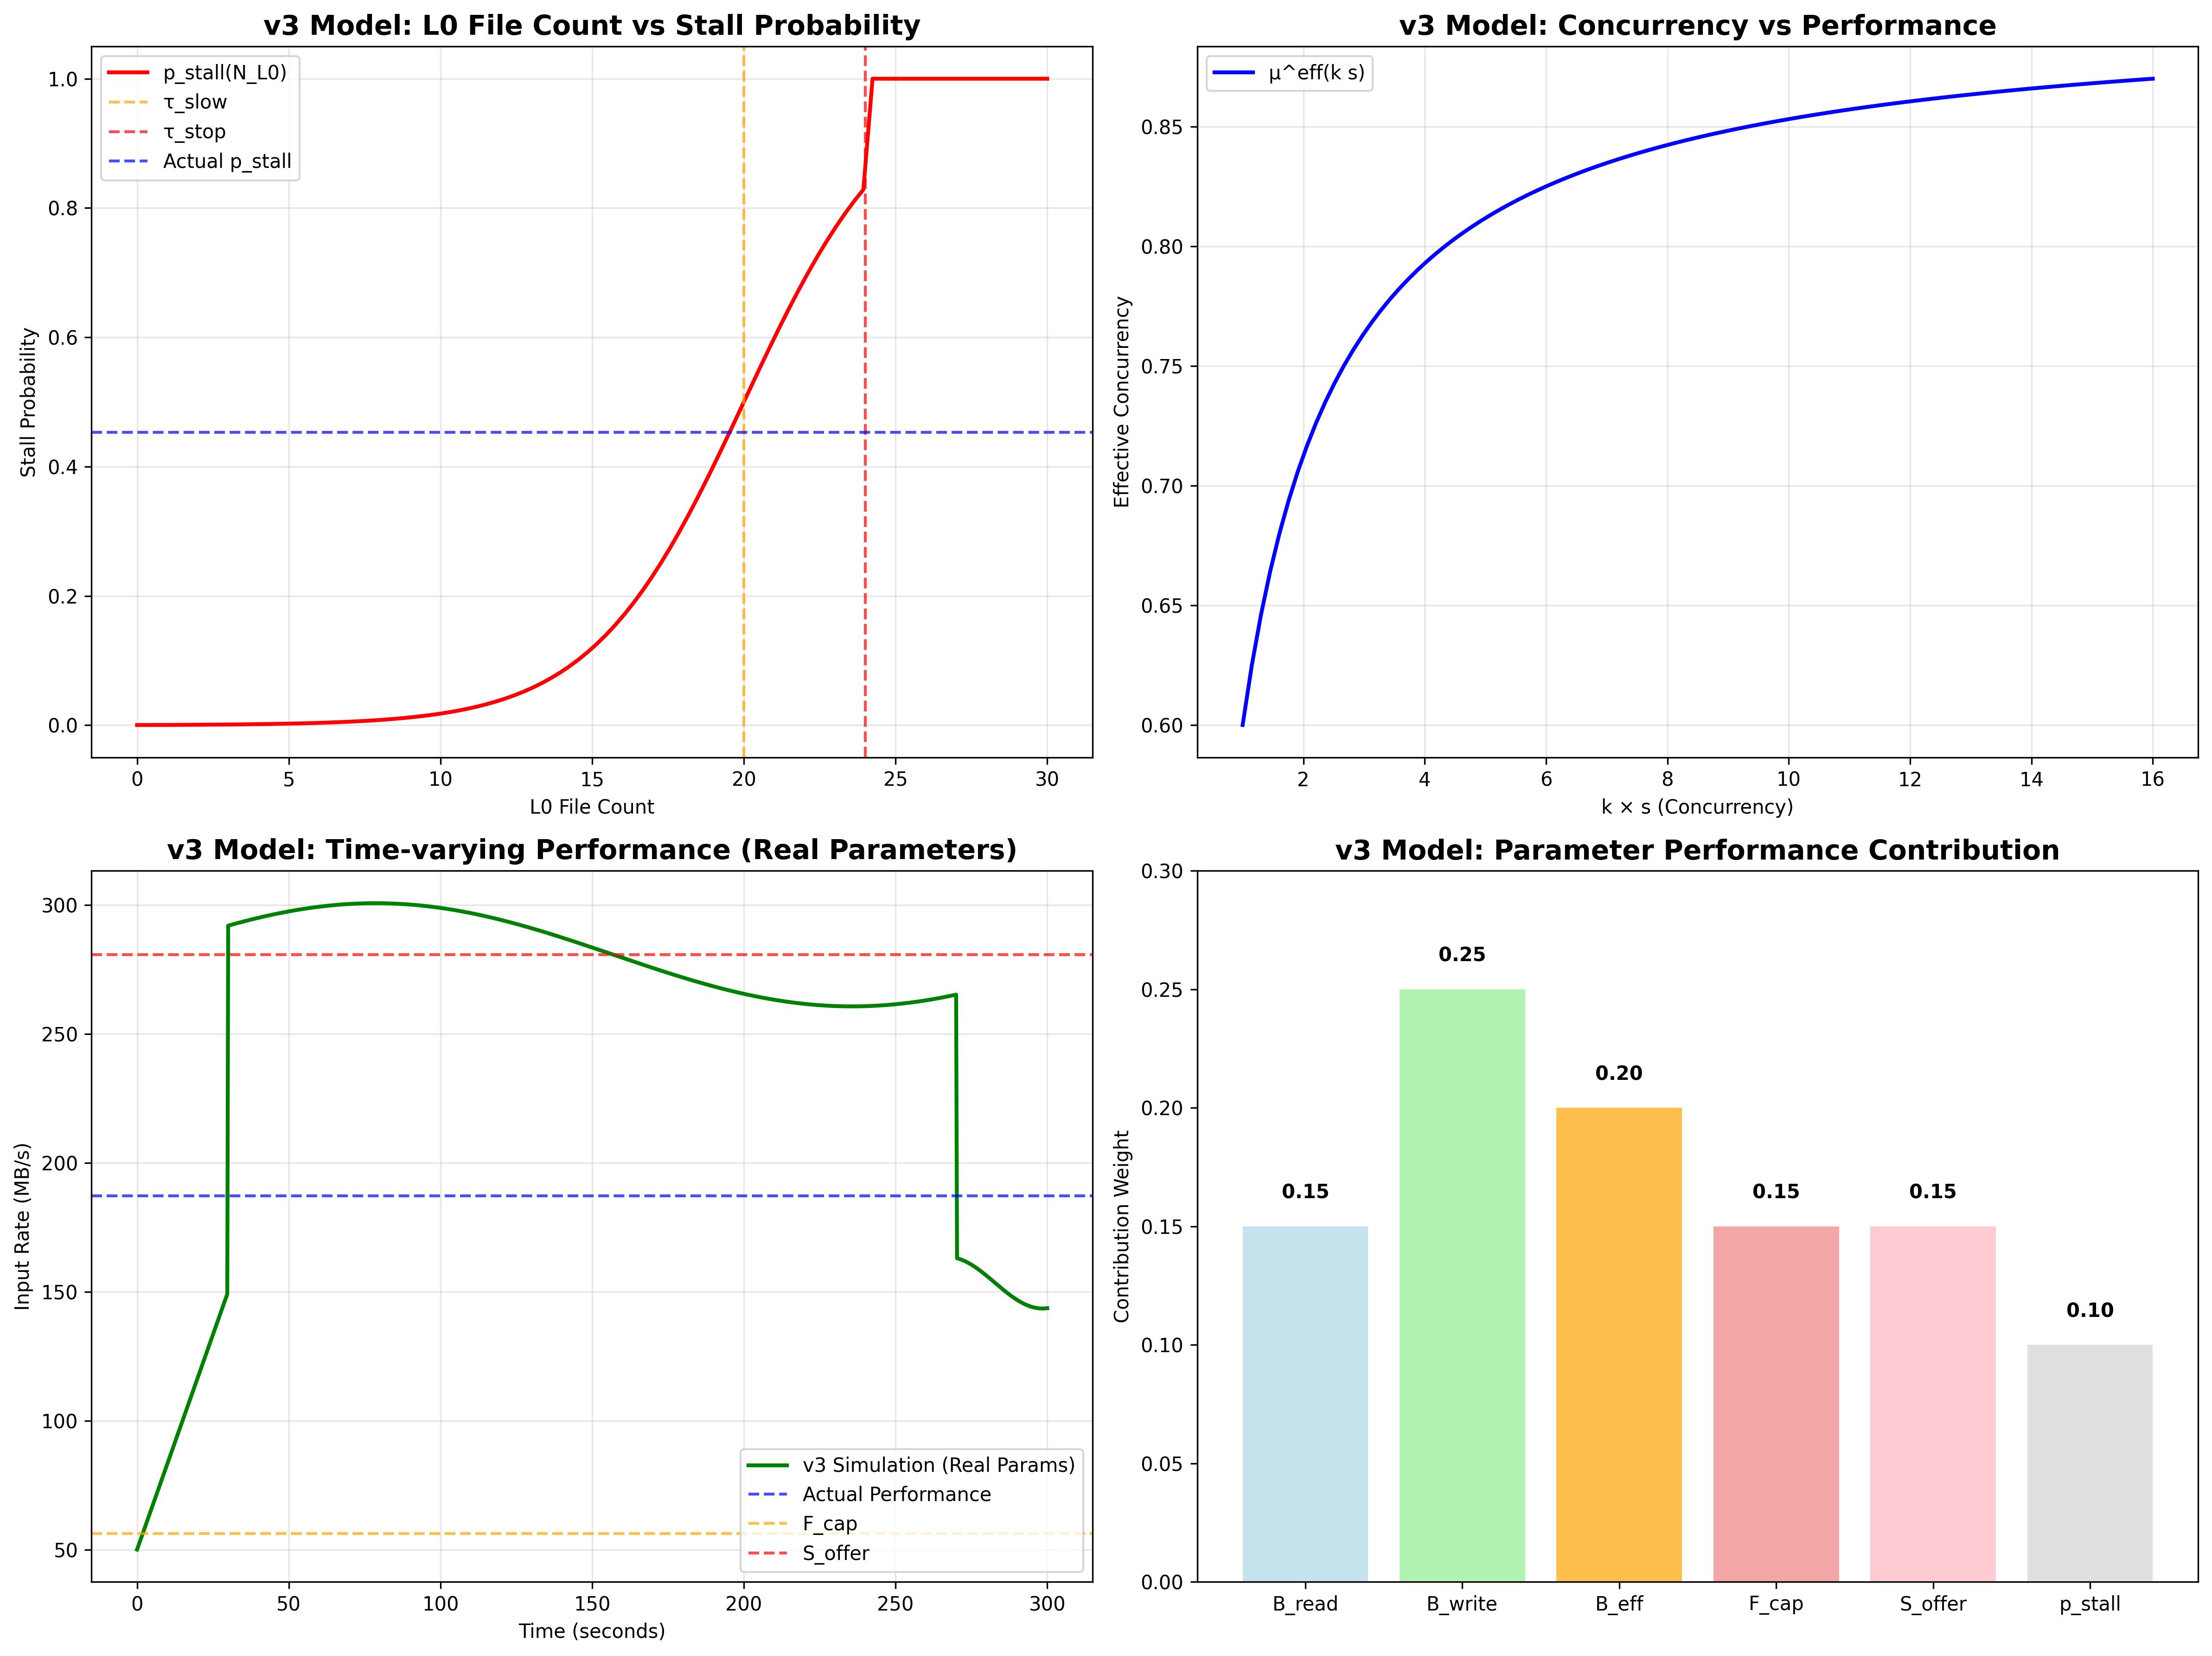 v3 Model: L0 File Count vs Stall Probability
p_stall(N_L0)
τ_slow
τ_stop
Actual p_stall
Stall Probability
1.0
0.8
0.6
0.4
0.2
0.0
0 5 10 15 20 25 30
L0 File Count
v3 Model: Concurrency vs Performance
μ^eff(k s)
Effective Concurrency
0.85
0.80
0.75
0.70
0.65
0.60
2 4 6 8 10 12 14 16
k × s (Concurrency)
v3 Model: Time-varying Performance (Real Parameters)
Input Rate (MB/s)
300
250
200
150
100
50
v3 Simulation (Real Params)
Actual Performance
F_cap
S_offer
0 50 100 150 200 250 300
Time (seconds)
v3 Model: Parameter Performance Contribution
Contribution Weight
0.30
0.25
0.20
0.15
0.10
0.05
0.00
0.15 0.25 0.20 0.15 0.15 0.10
B_read B_write B_eff F_cap S_offer p_stall